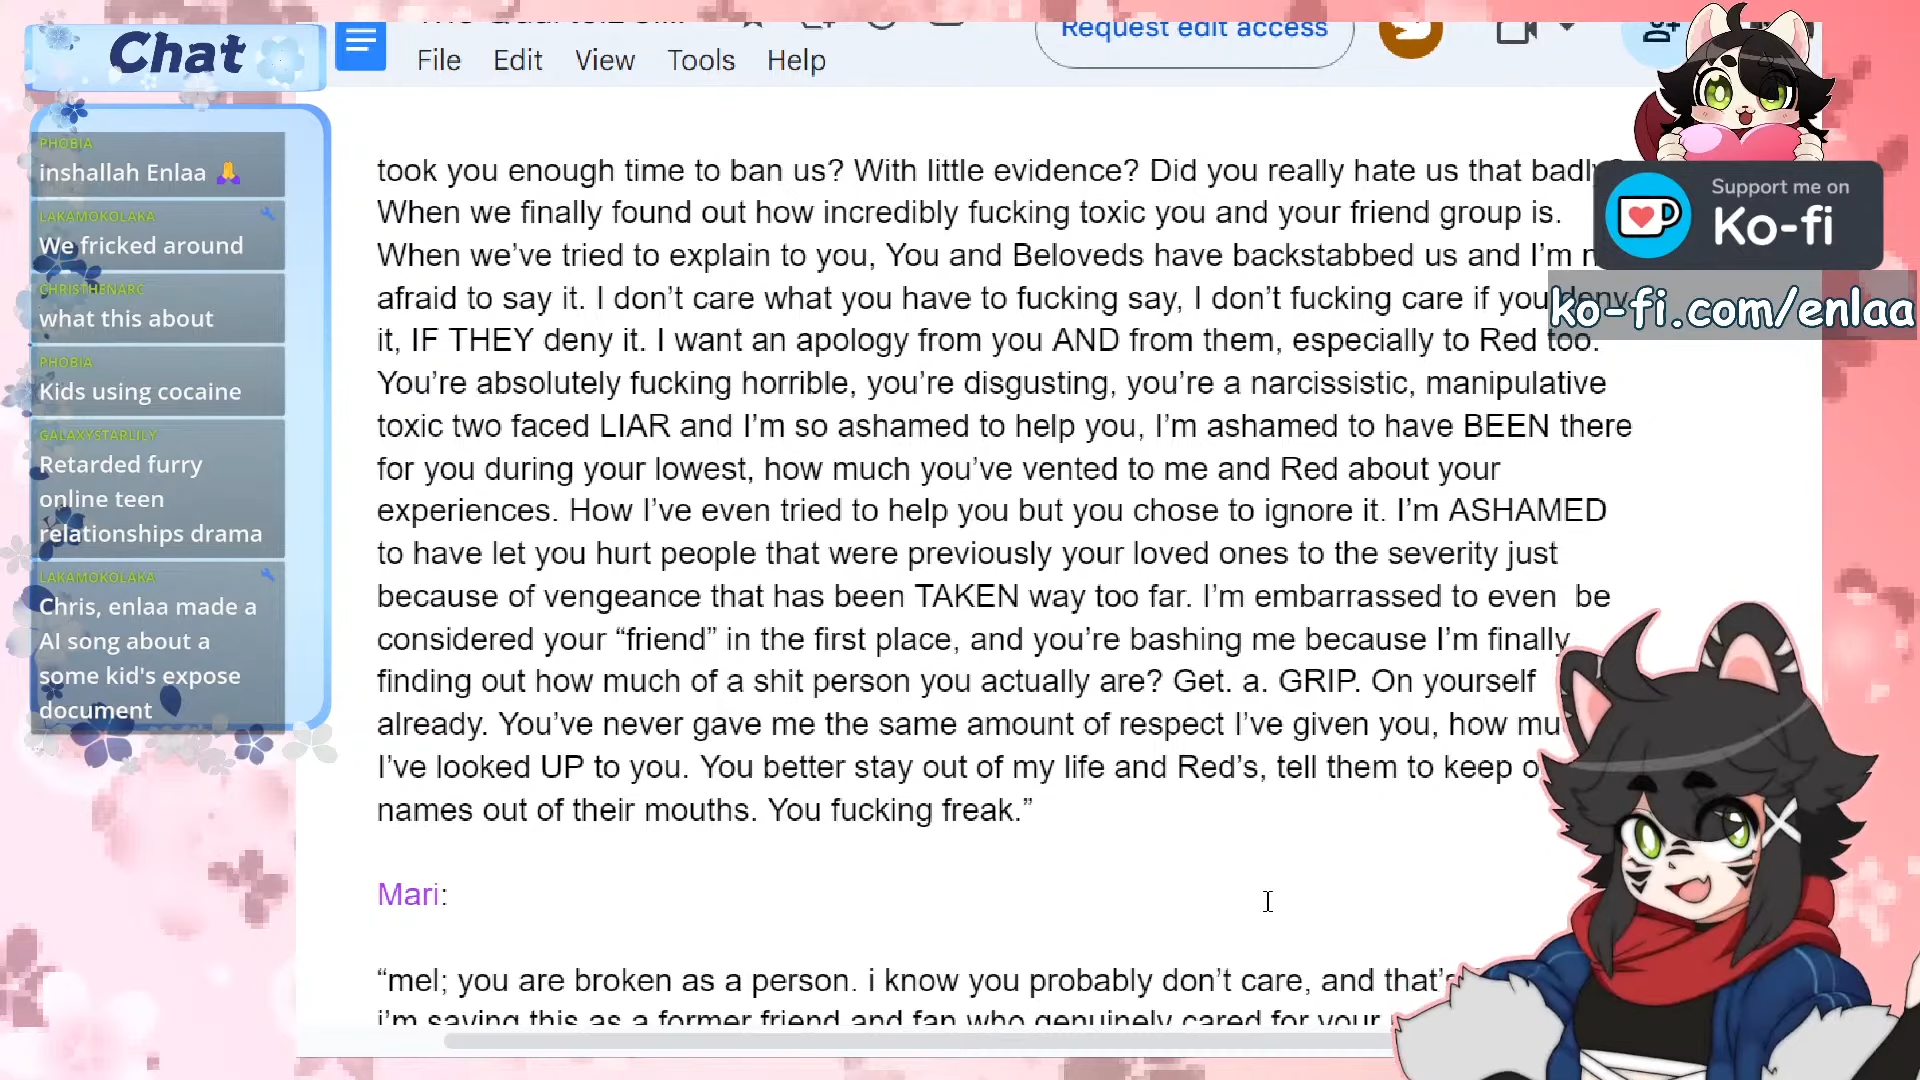 Chat
PHOBIA
inshallah Enlaa 🙏
LAKAMOKOLAKA
We fricked around
CHRISTHENARC
what this about
PHOBIA
Kids using cocaine
GALAXYSTARLILY
Retarded furry
online teen
relationships drama
LAKAMOKOLAKA
Chris, enlaa made a
AI song about a
some kid's expose
document
Request edit access
File Edit View Tools Help
took you enough time to ban us? With little evidence? Did you really hate us that badly
When we finally found out how incredibly fucking toxic you and your friend group is.
When we’ve tried to explain to you, You and Beloveds have backstabbed us and I’m
afraid to say it. I don’t care what you have to fucking say, I don’t fucking care if you deny
it, IF THEY deny it. I want an apology from you AND from them, especially to Red too.
You’re absolutely fucking horrible, you’re disgusting, you’re a narcissistic, manipulative
toxic two faced LIAR and I’m so ashamed to help you, I’m ashamed to have BEEN there
for you during your lowest, how much you’ve vented to me and Red about your
experiences. How I’ve even tried to help you but you chose to ignore it. I’m ASHAMED
to have let you hurt people that were previously your loved ones to the severity just
because of vengeance that has been TAKEN way too far. I’m embarrassed to even  be
considered your “friend” in the first place, and you’re bashing me because I’m finally
finding out how much of a shit person you actually are? Get. a. GRIP. On yourself
already. You’ve never gave me the same amount of respect I’ve given you, how
I’ve looked UP to you. You better stay out of my life and Red’s, tell them to keep
names out of their mouths. You fucking freak.”
Mari:
“mel; you are broken as a person. i know you probably don’t care, and that’s
i’m saying this as a former friend and fan who genuinely cared for your
Support me on
Ko-fi
ko-fi.com/enlaa